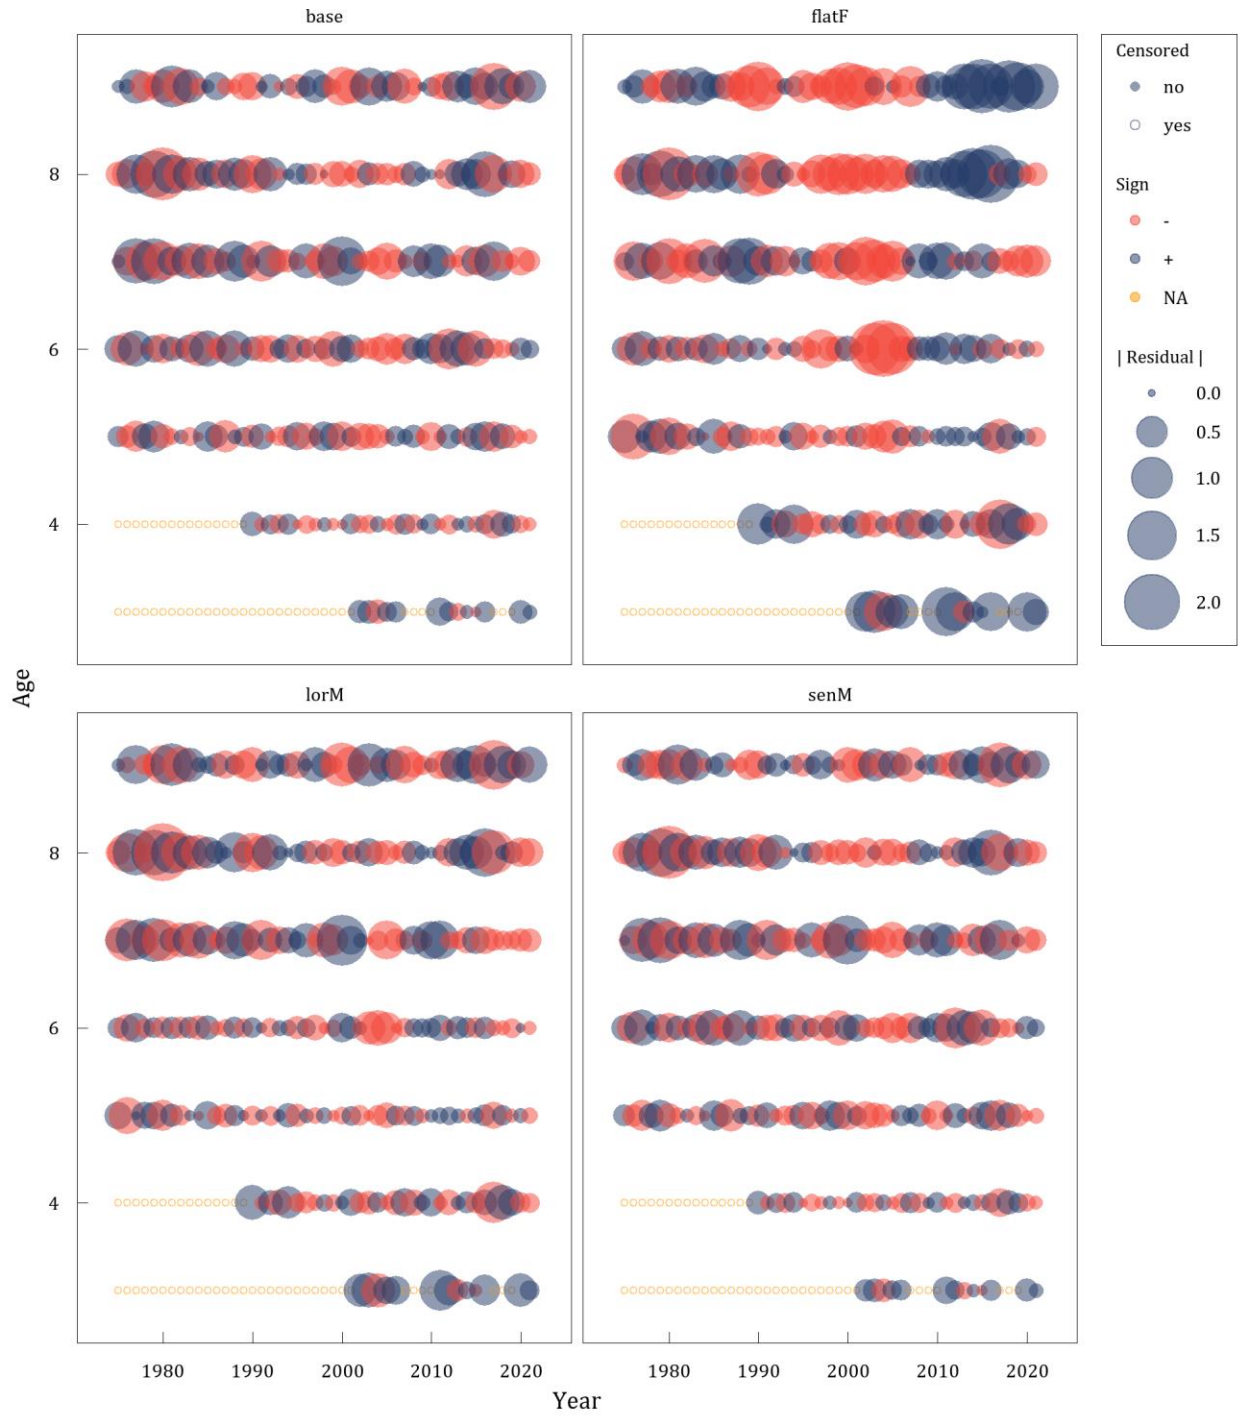 base
flatF
Censored
no
yes
Sign
-
+
NA
| Residual |
0.0
0.5
1.0
1.5
2.0
8
6
4
Age
lorM
senM
8
6
4
1980 1990 2000 2010 2020 1980 1990 2000 2010 2020
Year